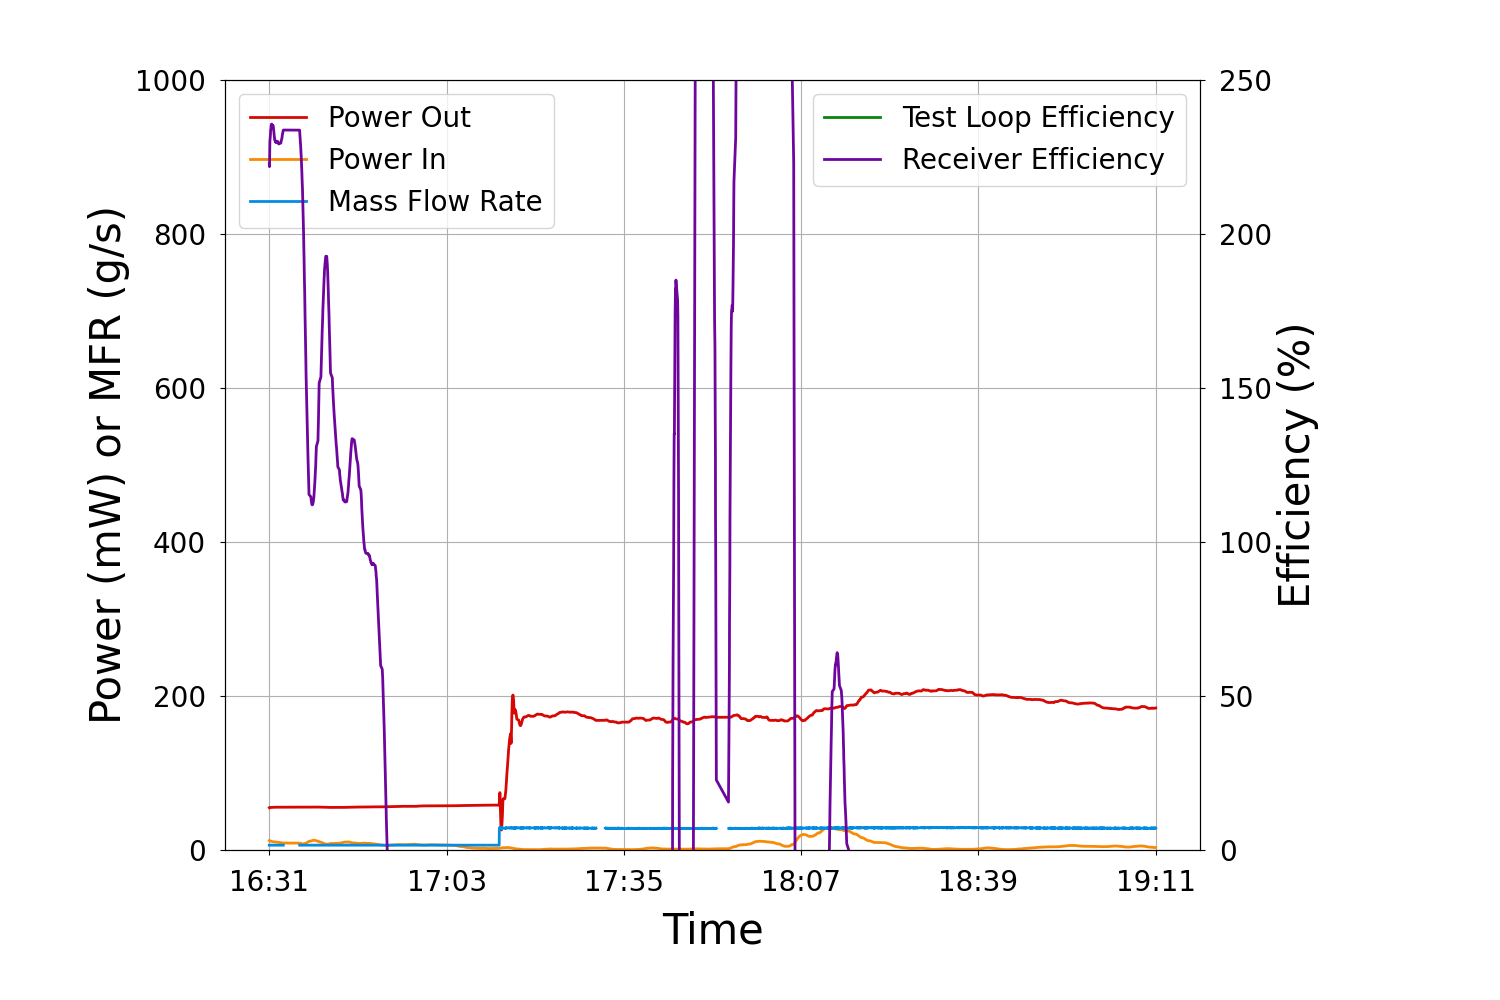 1000
800
600
400
200
0
250
200
150
100
50
0
Power Out
Power In
Mass Flow Rate
Test Loop Efficiency
Receiver Efficiency
Power (mW) or MFR (g/s)
Efficiency (%)
16:31 17:03 17:35 18:07 18:39 19:11
Time